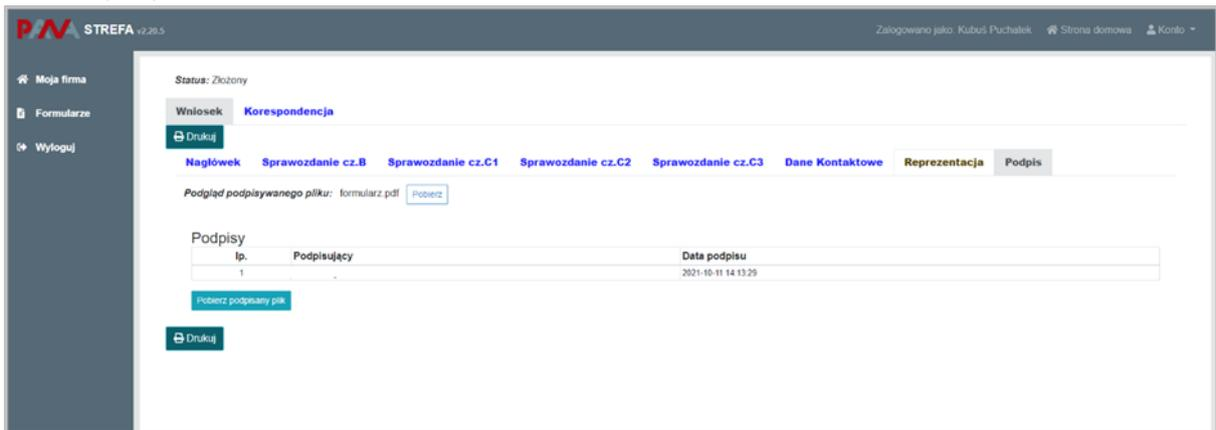 PANA STREFA v2.20.5
Zalogowano jako: Kubuś Puchatek Strona domowa Konto
Moja firma
Formularze
Wyloguj
Status: Złożony
Wniosek Korespondencja
Drukuj
Nagłówek Sprawozdanie cz.B Sprawozdanie cz.C1 Sprawozdanie cz.C2 Sprawozdanie cz.C3 Dane Kontaktowe Reprezentacja Podpis
Podgląd podpisywanego pliku: formularz.pdf Pobierz
Podpisy
lp. Podpisujący Data podpisu
1 2021-10-11 14:13:29
Pobierz podpisany plik
Drukuj